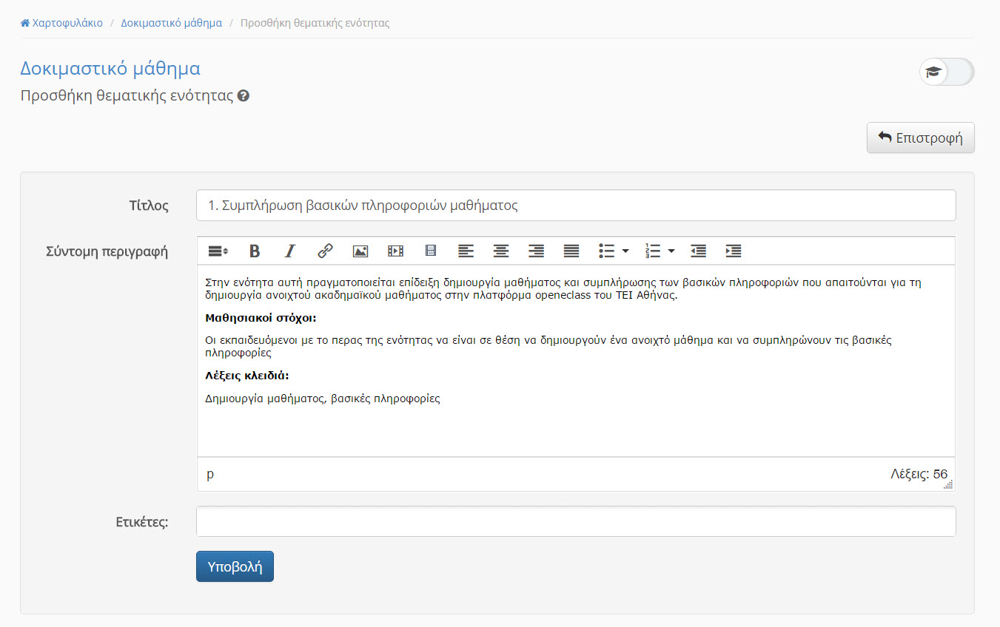 Χαρτοφυλάκιο / Δοκιμαστικό μάθημα / Προσθήκη θεματικής ενότητας
Δοκιμαστικό μάθημα
Προσθήκη θεματικής ενότητας
Επιστροφή
Τίτλος
1. Συμπλήρωση βασικών πληροφοριών μαθήματος
Σύντομη περιγραφή
Στην ενότητα αυτή πραγματοποιείται επίδειξη δημιουργία μαθήματος και συμπλήρωσης των βασικών πληροφοριών που απαιτούνται για τη
δημιουργία ανοιχτού ακαδημαϊκού μαθήματος στην πλατφόρμα openeclass του ΤΕΙ Αθήνας.
Μαθησιακοί στόχοι:
Οι εκπαιδευόμενοι με το περας της ενότητας να είναι σε θέση να δημιουργούν ένα ανοιχτό μάθημα και να συμπληρώνουν τις βασικές
πληροφορίες
Λέξεις κλειδιά:
Δημιουργία μαθήματος, βασικές πληροφορίες
p
Λέξεις: 56
Ετικέτες:
Υποβολή